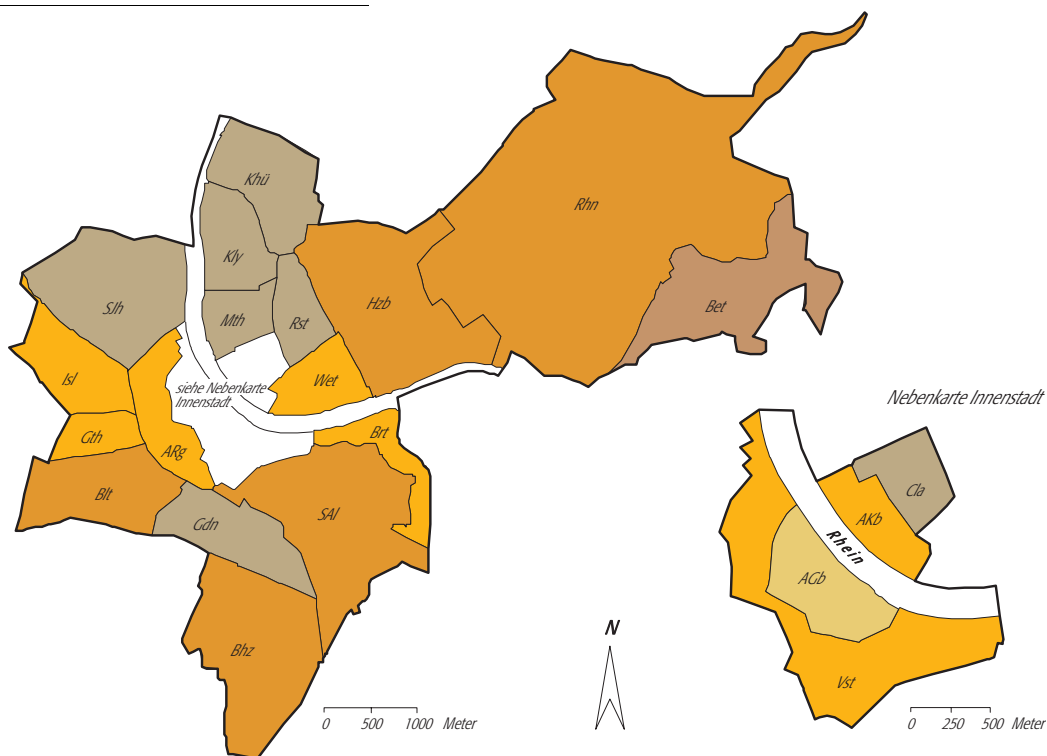 Khü
Rhn
Kly
SJh
Hzb
Bet
Mth
Rst
Isl
Wet
siehe Nebenkarte
Innenstadt
Nebenkarte Innenstadt
Gth
ARg
Brt
Blt
Gdn
SAl
Cla
AKb
Rhein
AGb
N
Bhz
Vst
0 500 1000 Meter
0 250 500 Meter